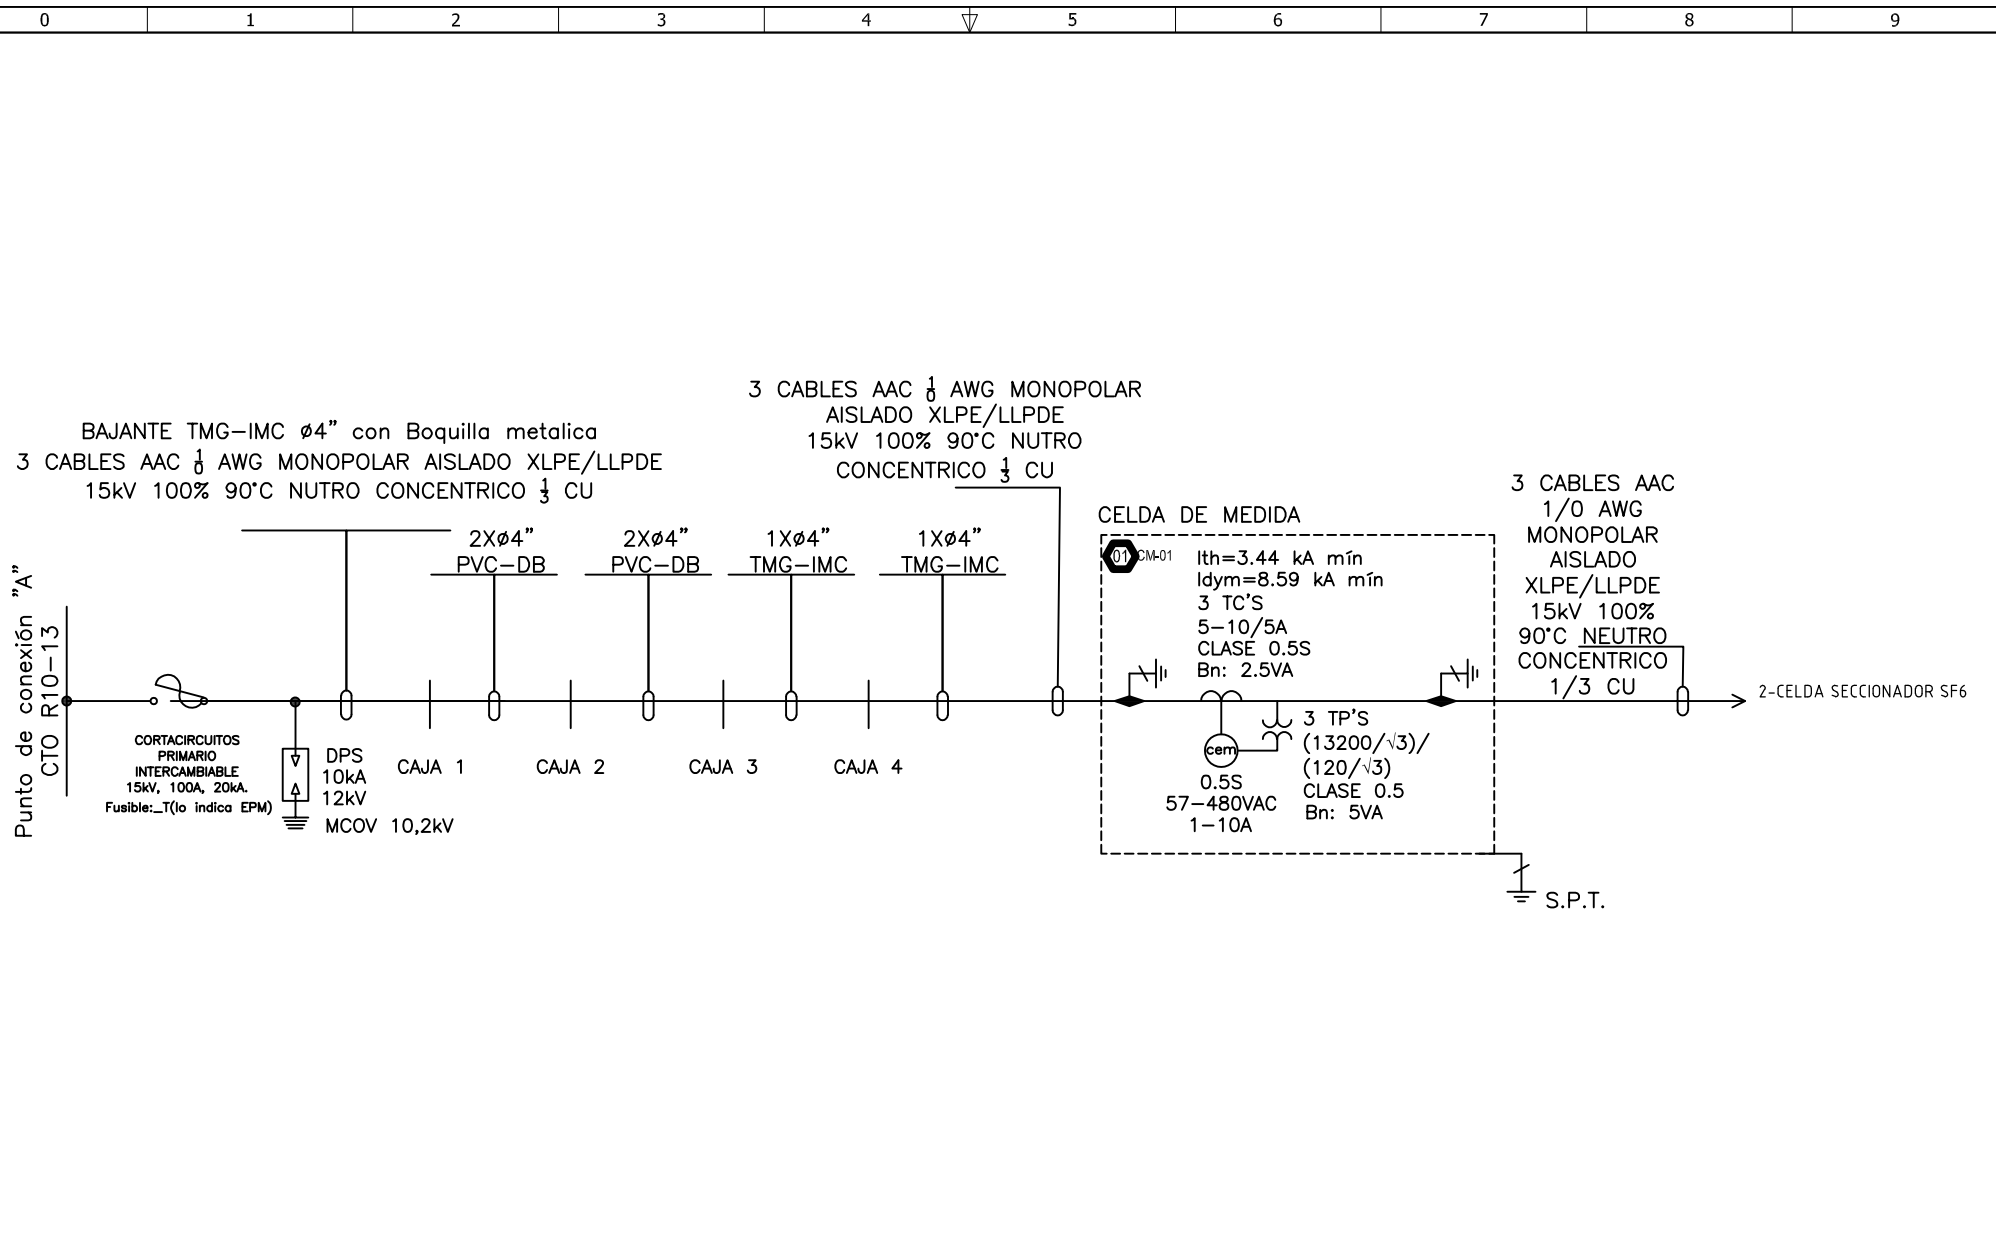 0 1 2 3 4 5 6 7 8 9
BAJANTE TMG-IMC ø4" con Boquilla metalica
3 CABLES AAC 1/0 AWG MONOPOLAR AISLADO XLPE/LLPDE
15kV 100% 90°C NUTRO CONCENTRICO 1/3 CU
3 CABLES AAC 1/0 AWG MONOPOLAR
AISLADO XLPE/LLPDE
15kV 100% 90°C NUTRO
CONCENTRICO 1/3 CU
2Xø4"
PVC-DB
2Xø4"
PVC-DB
1Xø4"
TMG-IMC
1Xø4"
TMG-IMC
Punto de conexión "A"
CTO R10-13
CORTACIRCUITOS
PRIMARIO
INTERCAMBIABLE
15kV, 100A, 20kA.
Fusible:_T(lo indica EPM)
DPS
10kA
12kV
MCOV 10,2kV
CAJA 1
CAJA 2
CAJA 3
CAJA 4
CELDA DE MEDIDA
01 CM-01
Ith=3.44 kA mín
Idym=8.59 kA mín
3 TC'S
5-10/5A
CLASE 0.5S
Bn: 2.5VA
cem
0.5S
57-480VAC
1-10A
3 TP'S
(13200/√3)/
(120/√3)
CLASE 0.5
Bn: 5VA
S.P.T.
3 CABLES AAC
1/0 AWG
MONOPOLAR
AISLADO
XLPE/LLPDE
15kV 100%
90°C NEUTRO
CONCENTRICO
1/3 CU
2-CELDA SECCIONADOR SF6